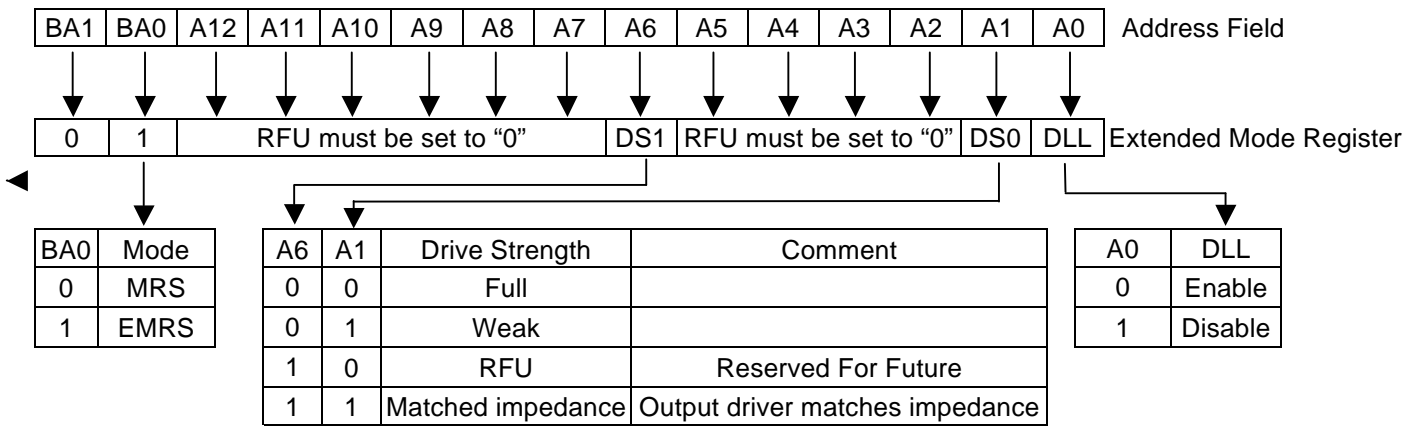 BA1 BA0 A12 A11 A10 A9 A8 A7 A6 A5 A4 A3 A2 A1 A0 Address Field
0 1 RFU must be set to “0” DS1 RFU must be set to “0” DS0 DLL Extended Mode Register
BA0 Mode
0 MRS
1 EMRS
A6 A1 Drive Strength Comment
0 0 Full
0 1 Weak
1 0 RFU Reserved For Future
1 1 Matched impedance Output driver matches impedance
A0 DLL
0 Enable
1 Disable